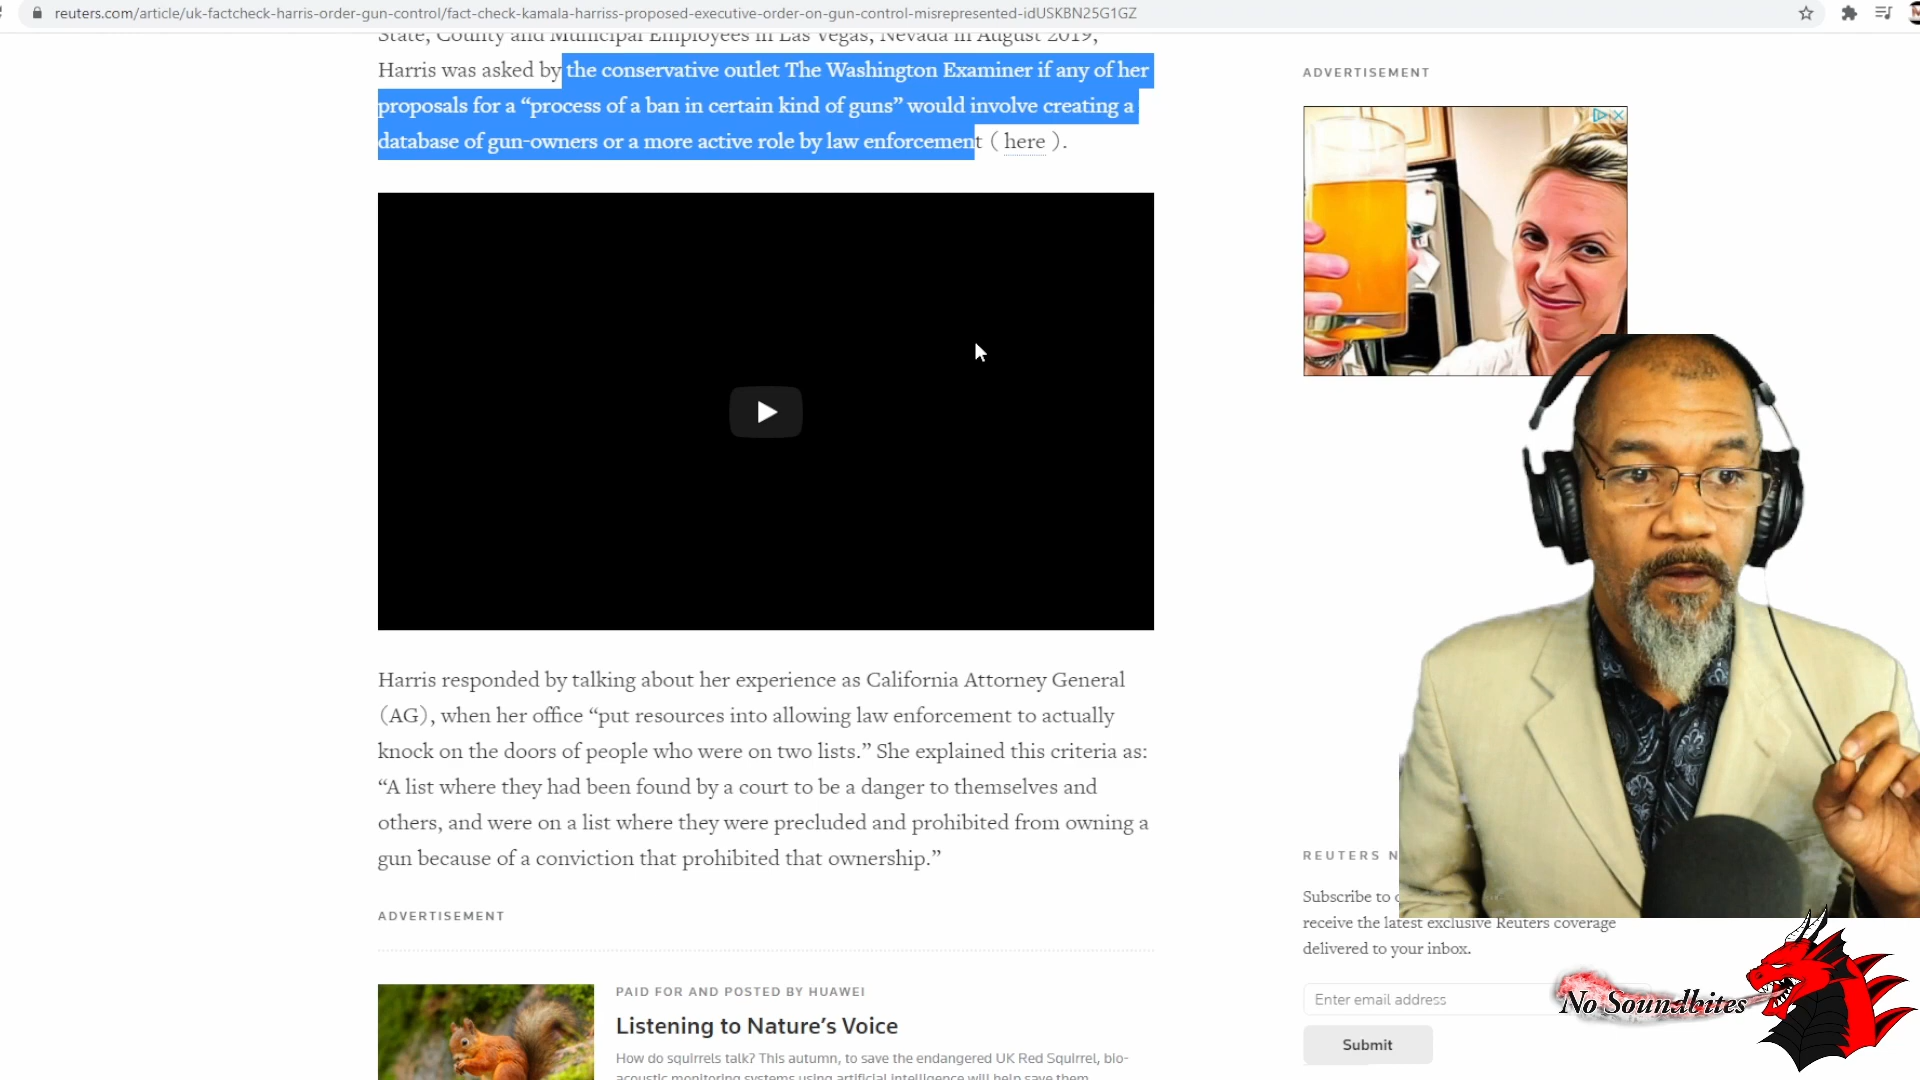 reuters.com/article/uk-factcheck-harris-order-gun-control/fact-check-kamala-harriss-proposed-executive-order-on-gun-control-misrepresented-idUSKBN25G1GZ
State, County and Municipal Employees in Las Vegas, Nevada in August 2019,
Harris was asked by the conservative outlet The Washington Examiner if any of her
proposals for a “process of a ban in certain kind of guns” would involve creating a
database of gun-owners or a more active role by law enforcement ( here ).
ADVERTISEMENT
Harris responded by talking about her experience as California Attorney General
(AG), when her office “put resources into allowing law enforcement to actually
knock on the doors of people who were on two lists.” She explained this criteria as:
“A list where they had been found by a court to be a danger to themselves and
others, and were on a list where they were precluded and prohibited from owning a
gun because of a conviction that prohibited that ownership.”
ADVERTISEMENT
PAID FOR AND POSTED BY HUAWEI
Listening to Nature’s Voice
How do squirrels talk? This autumn, to save the endangered UK Red Squirrel, bio-
acoustic monitoring systems using artificial intelligence will help save them
REUTERS N
Subscribe to
receive the latest exclusive Reuters coverage
delivered to your inbox.
Enter email address
Submit
No Soundbites